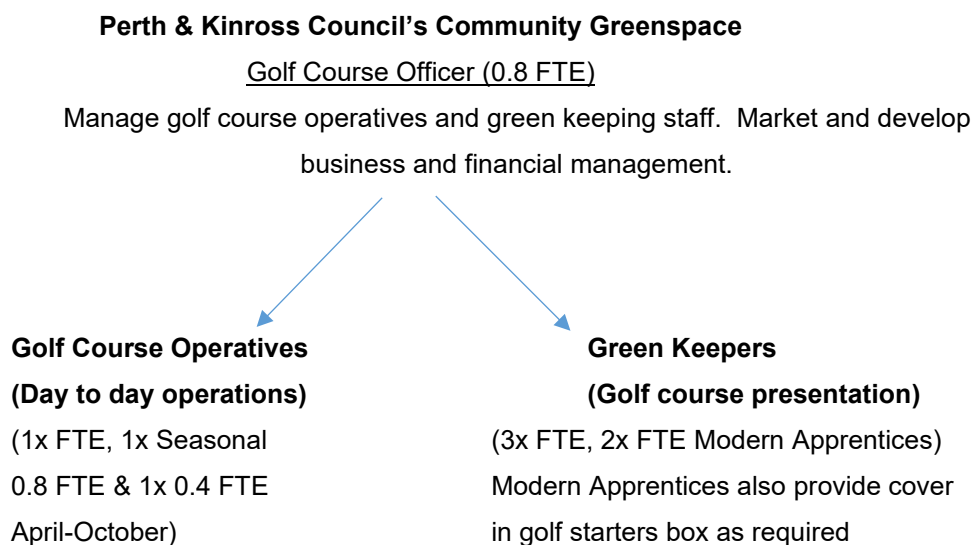 Perth & Kinross Council’s Community Greenspace
Golf Course Officer (0.8 FTE)
Manage golf course operatives and green keeping staff.  Market and develop
business and financial management.
Golf Course Operatives
(Day to day operations)
(1x FTE, 1x Seasonal
0.8 FTE & 1x 0.4 FTE
April-October)
Green Keepers
(Golf course presentation)
(3x FTE, 2x FTE Modern Apprentices)
Modern Apprentices also provide cover
in golf starters box as required